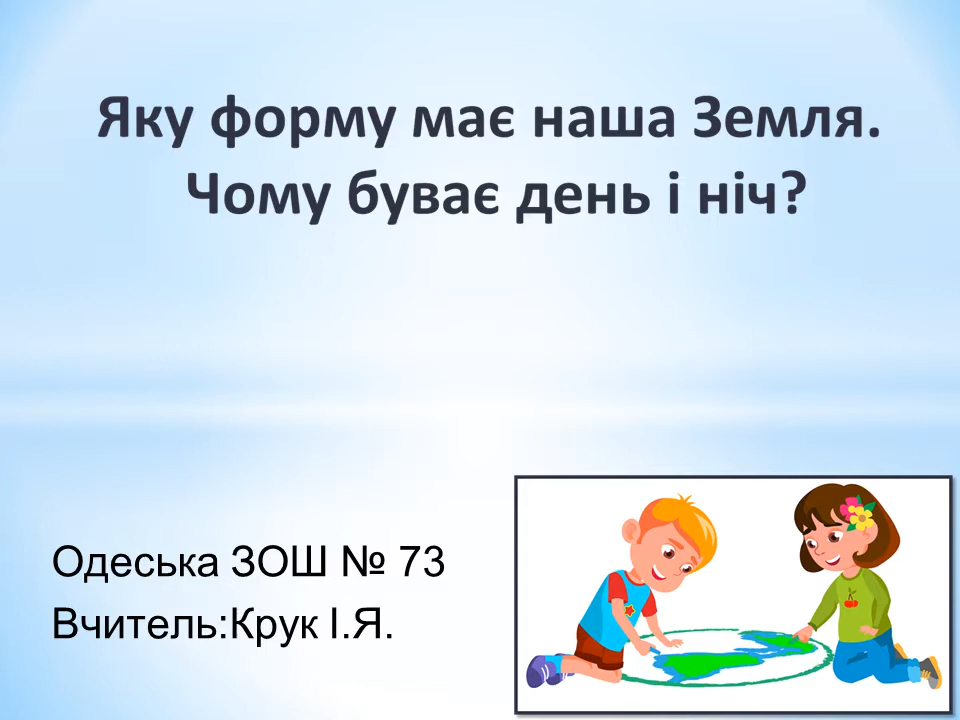 Яку форму має наша Земля.
Чому буває день і ніч?
Одеська ЗОШ № 73
Вчитель:Крук І.Я.